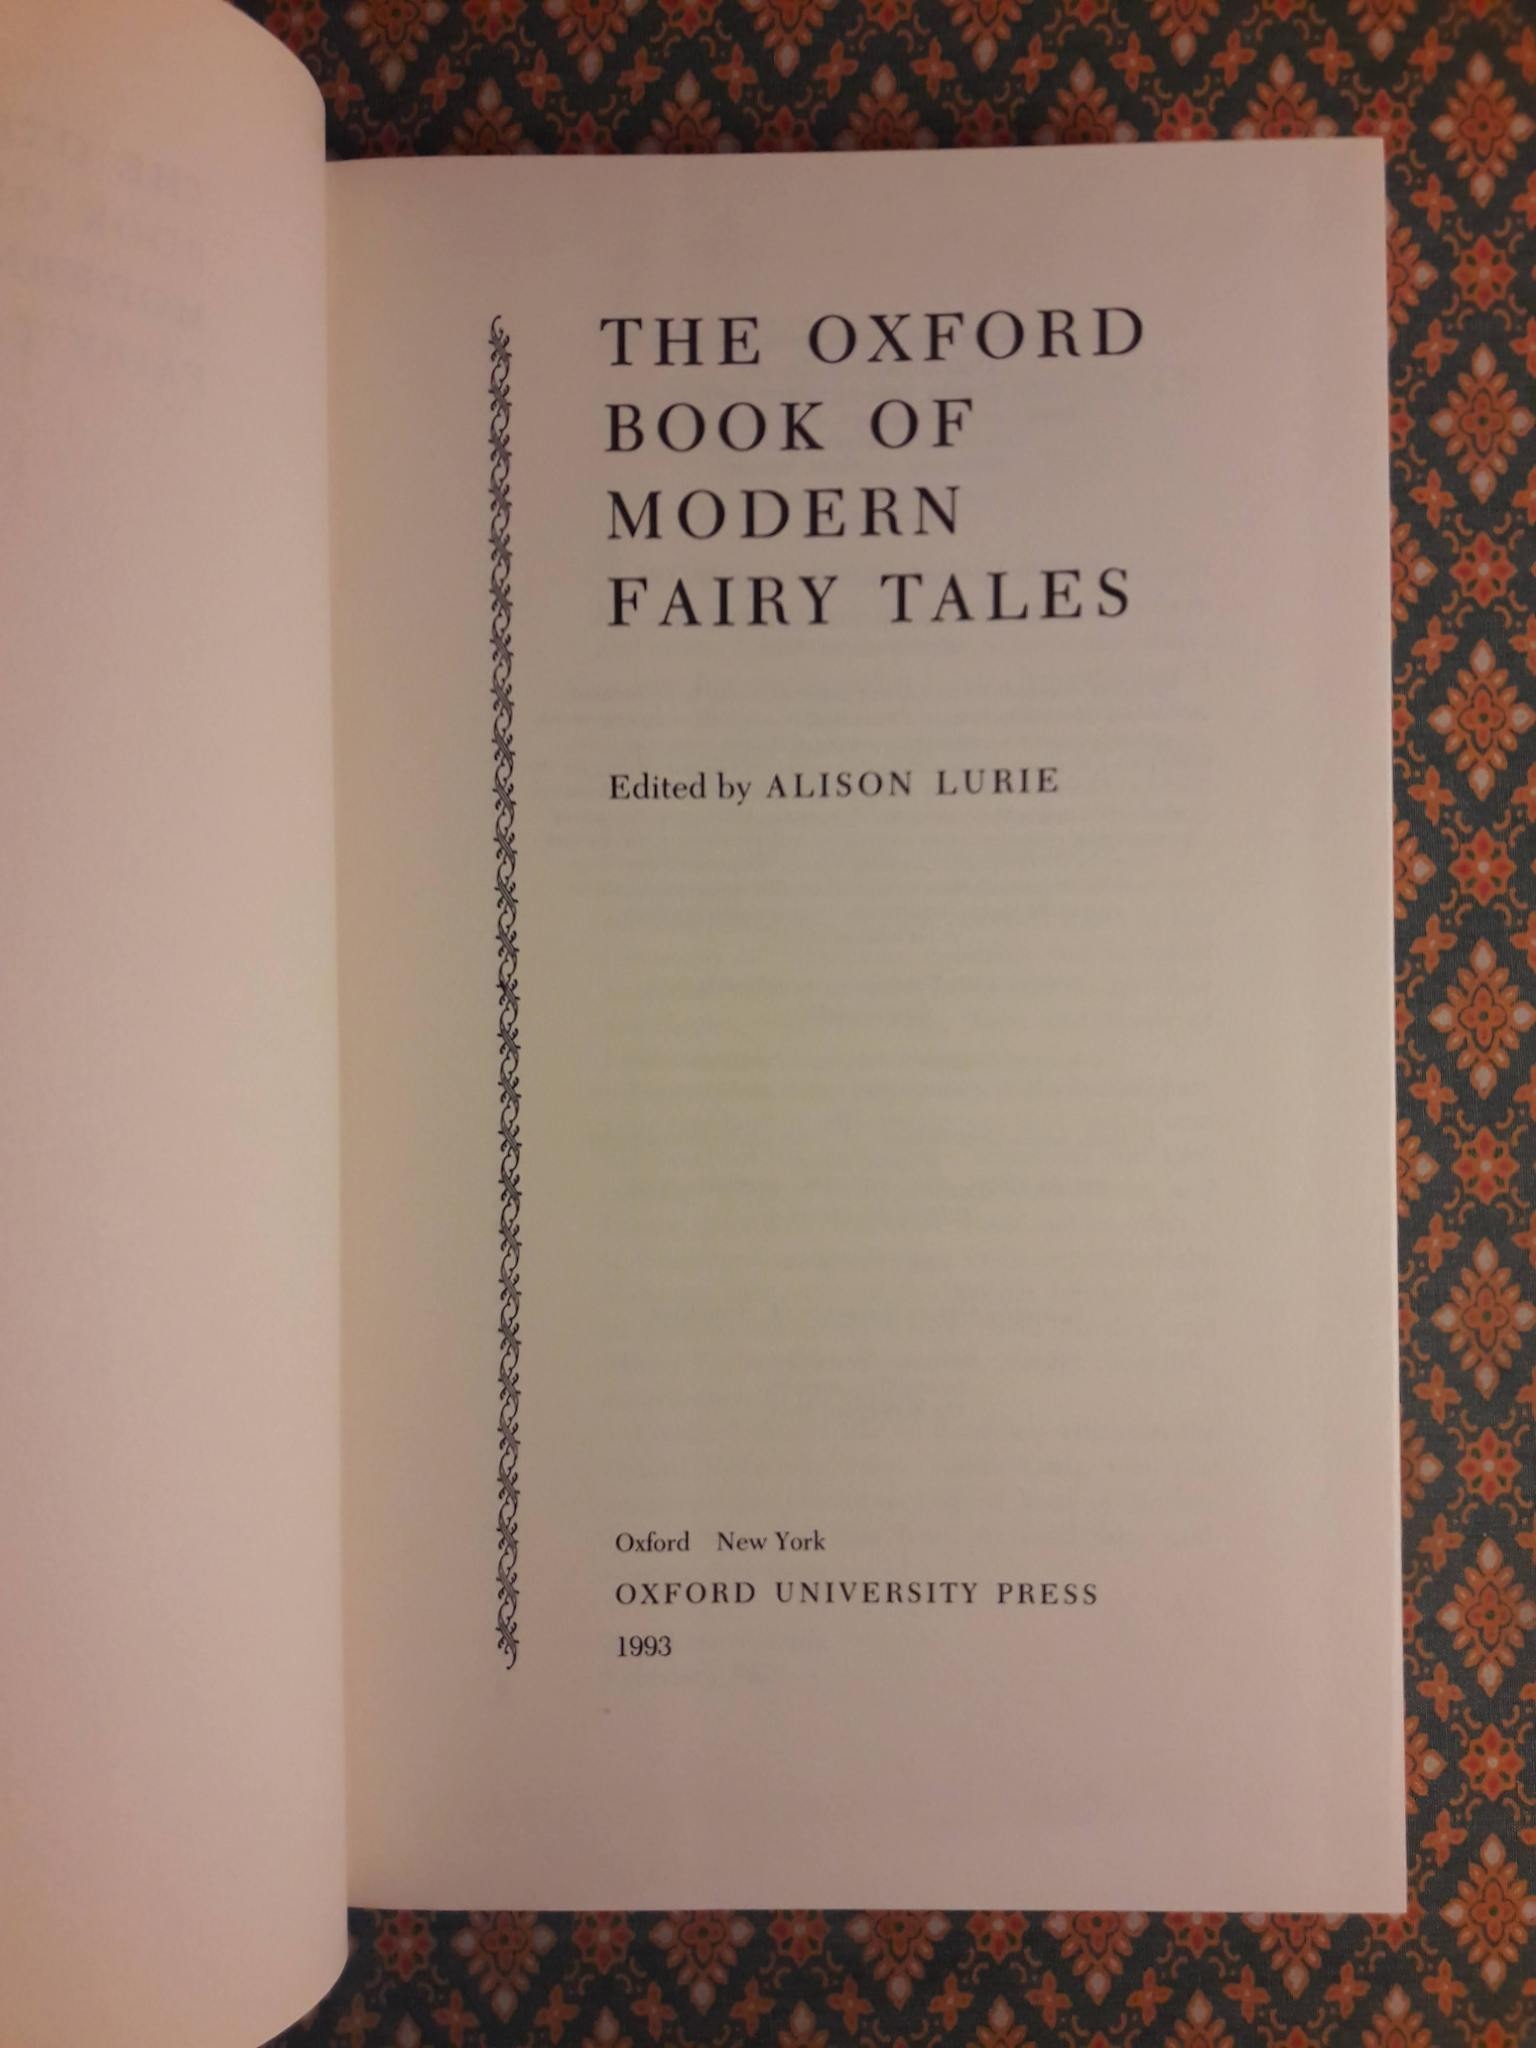 THE OXFORD
BOOK OF
MODERN
FAIRY TALES
Edited by ALISON LURIE
Oxford New York
OXFORD UNIVERSITY PRESS
1993